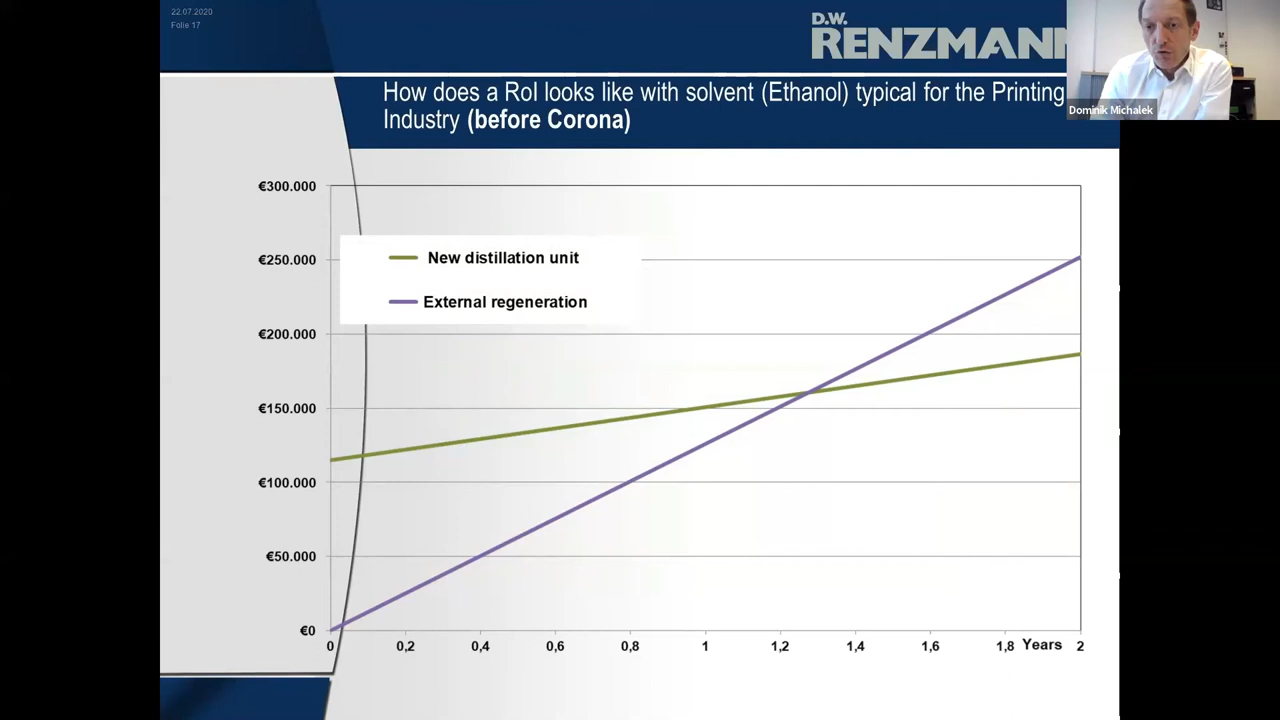 22.07.2020
Folie 17
D.W.
RENZMANN
Dominik Michalek
How does a RoI looks like with solvent (Ethanol) typical for the Printing
Industry (before Corona)
€300.000
€250.000
€200.000
€150.000
€100.000
€50.000
€0
New distillation unit
External regeneration
0 0,2 0,4 0,6 0,8 1 1,2 1,4 1,6 1,8 Years 2